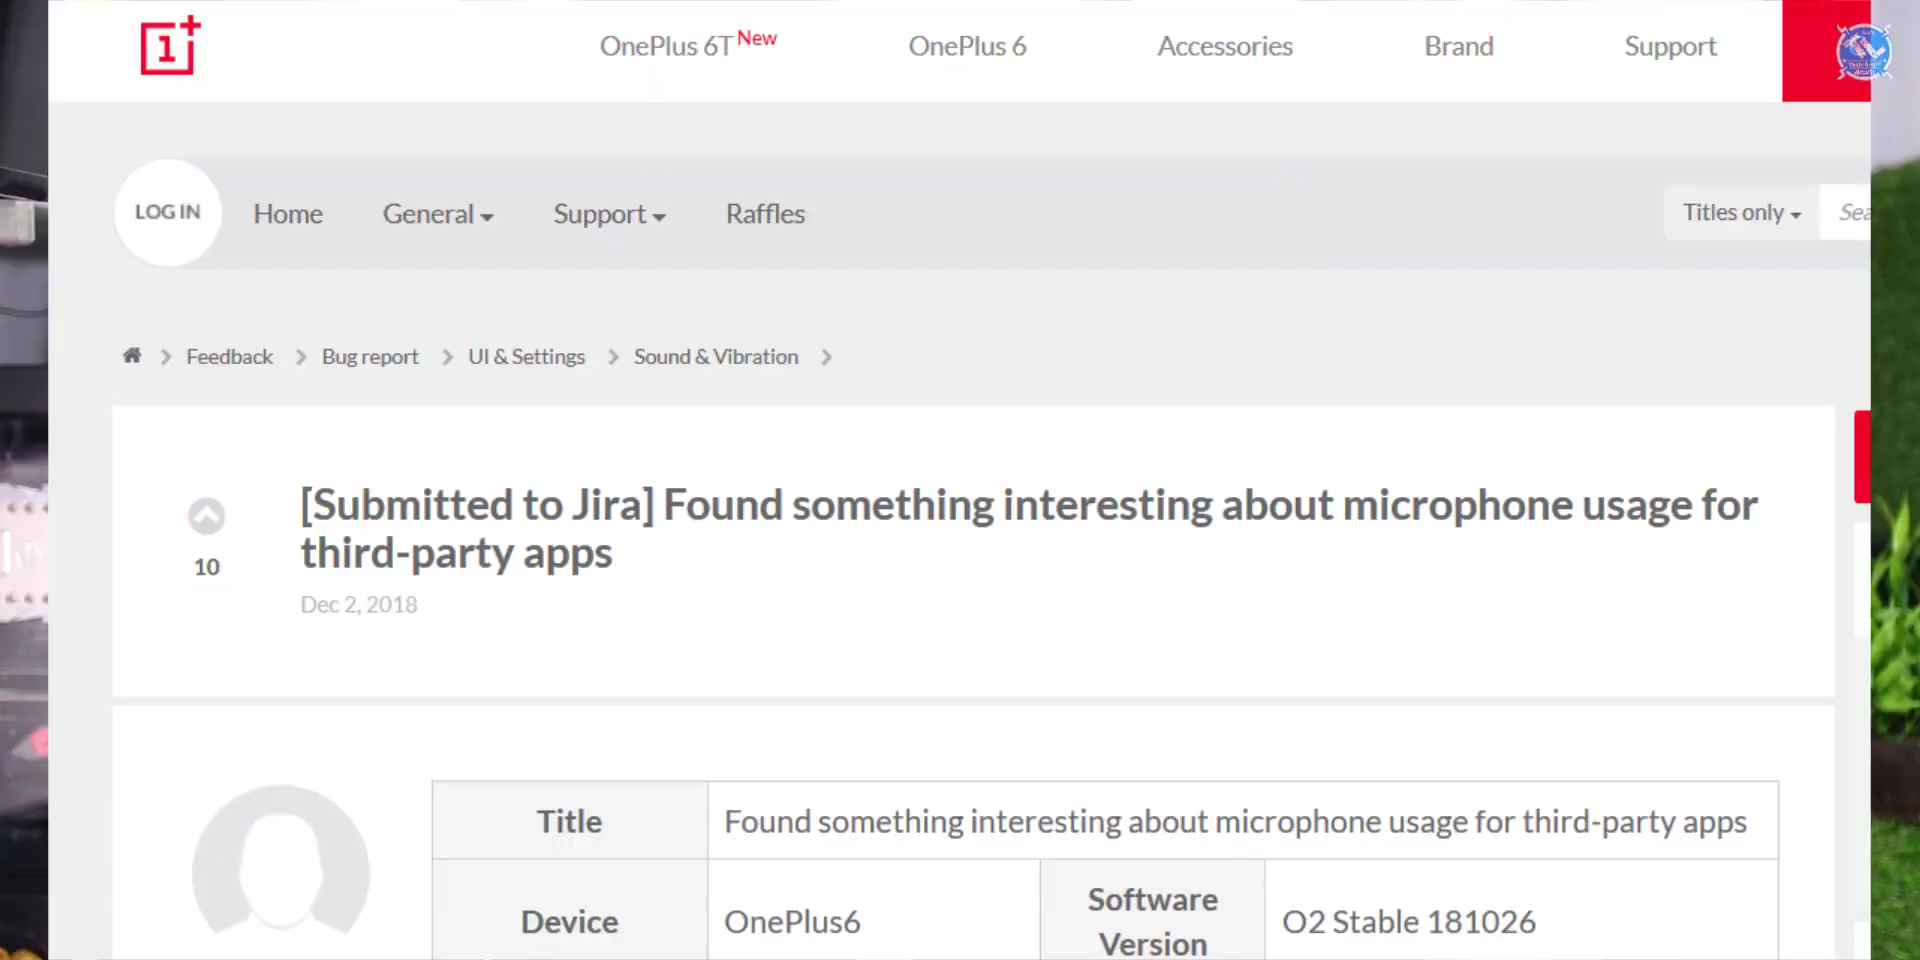 OnePlus 6T New
OnePlus 6
Accessories
Brand
Support
LOG IN
Home
General
Support
Raffles
Titles only
Sea
Feedback
Bug report
UI & Settings
Sound & Vibration
[Submitted to Jira] Found something interesting about microphone usage for
third-party apps
10
Dec 2, 2018
Title
Found something interesting about microphone usage for third-party apps
Device
OnePlus6
Software
Version
O2 Stable 181026